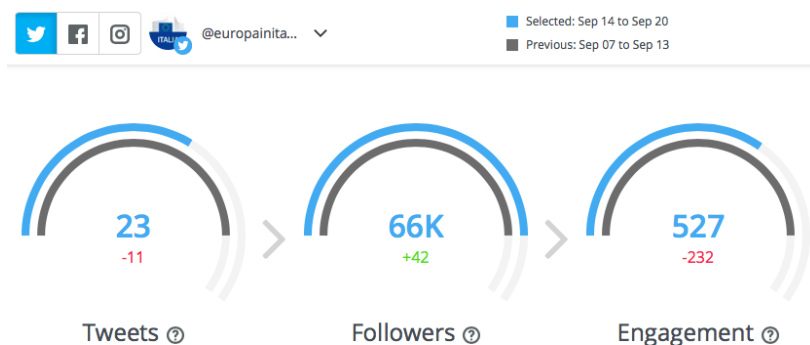 Selected: Sep 14 to Sep 20
ITALIA @europainita...
Previous: Sep 07 to Sep 13
23
-11
66K
+42
527
-232
Tweets ?
Followers ?
Engagement ?